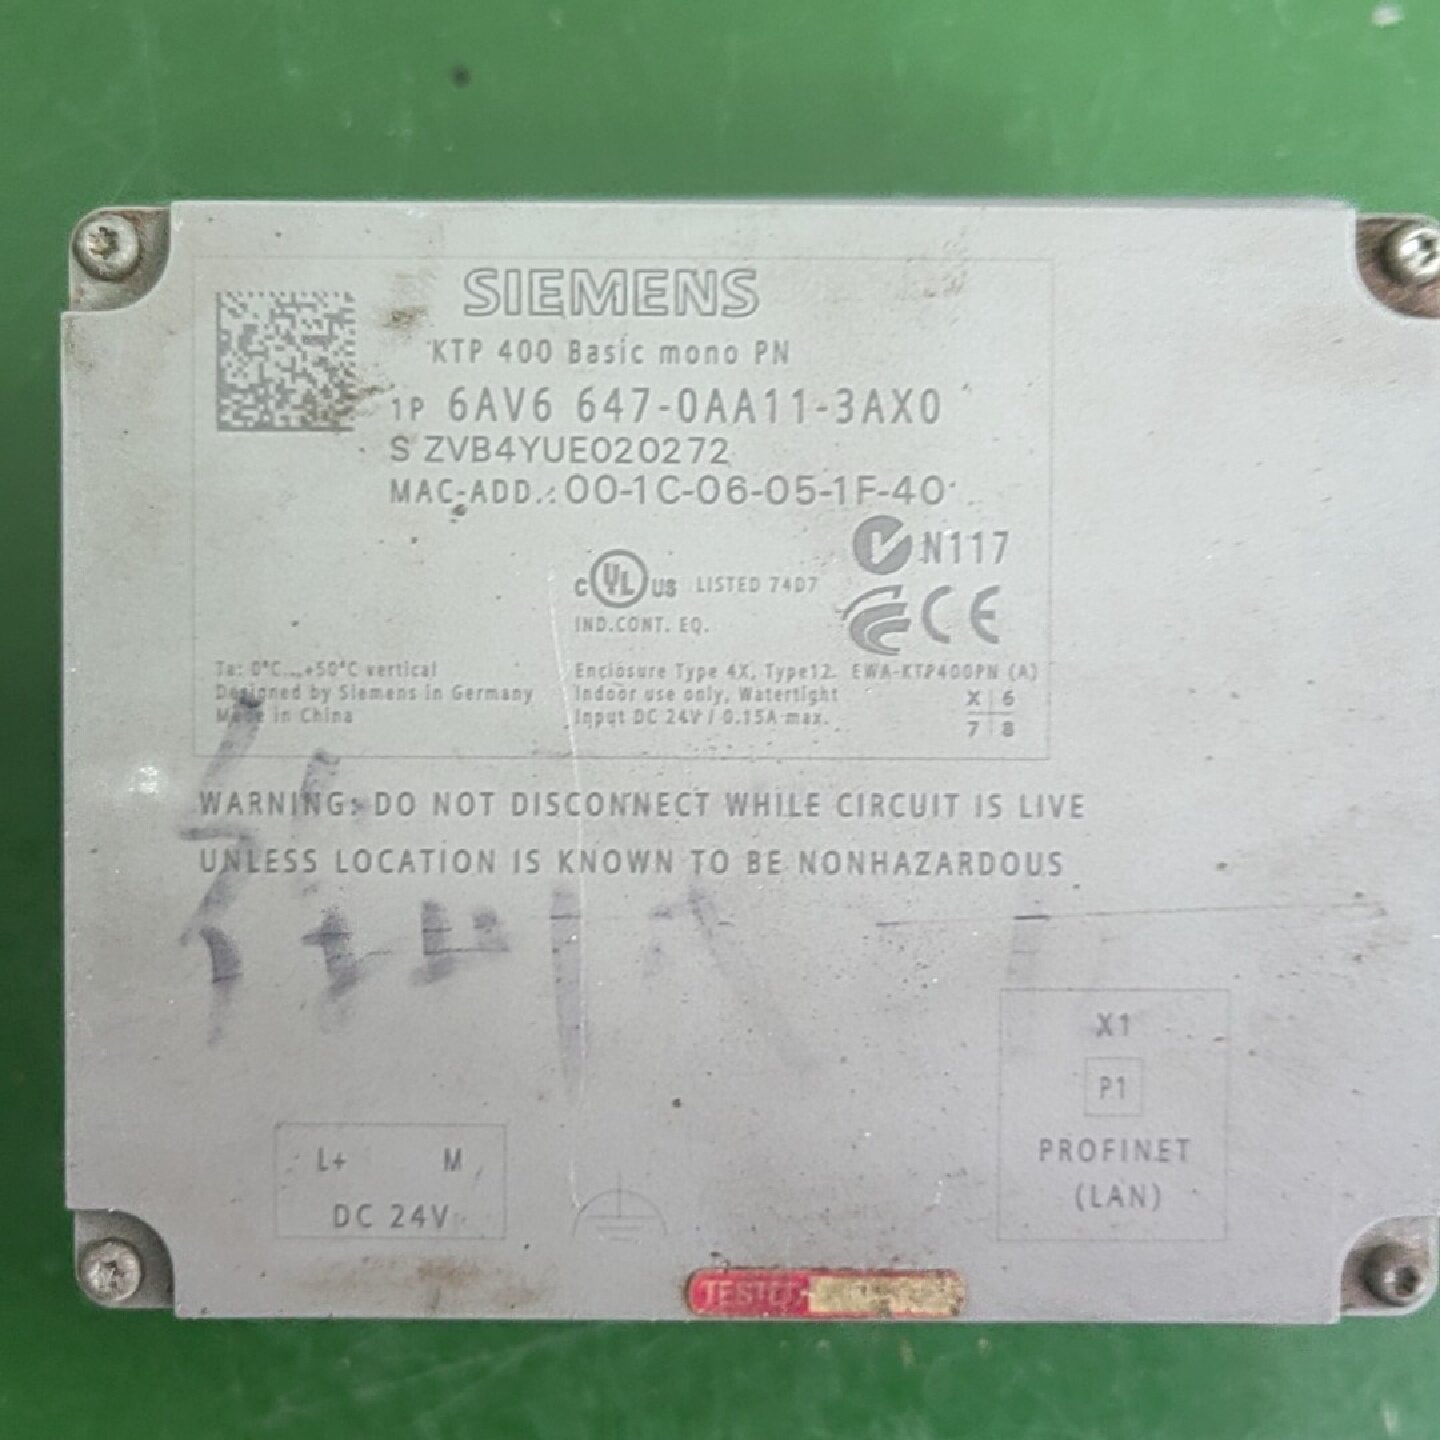 SIEMENS
KTP 400 Basic mono PN
1P 6AV6 647-0AA11-3AX0
S ZVB4YUE020272
MAC-ADD.: 00-1C-06-05-1F-40
N117
c UL US LISTED 7407
IND.CONT. EQ.
CE
Ta: 0°C...+50°C vertical
Designed by Siemens in Germany
Made in China
Enclosure Type 4X, Type12
Indoor use only, Watertight
Input DC 24V / 0.15A max.
EWA-KTP400PN (A)
X 6
7 8
WARNING: DO NOT DISCONNECT WHILE CIRCUIT IS LIVE
UNLESS LOCATION IS KNOWN TO BE NONHAZARDOUS
X1
P1
PROFINET
(LAN)
L+ M
DC 24V
TESTED